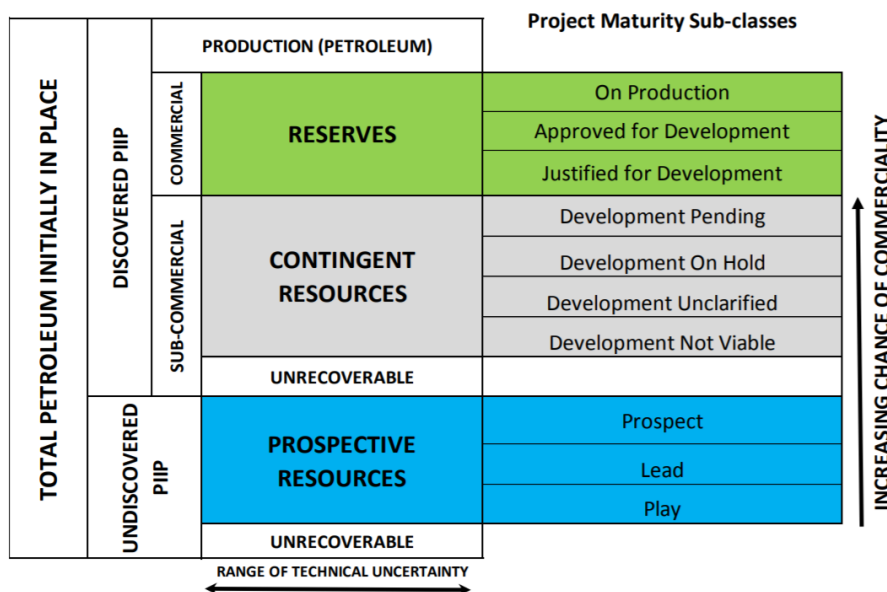 Project Maturity Sub-classes
TOTAL PETROLEUM INITIALLY IN PLACE
DISCOVERED PIIP
UNDISCOVERED
PIIP
COMMERCIAL
SUB-COMMERCIAL
PRODUCTION (PETROLEUM)
RESERVES
On Production
Approved for Development
Justified for Development
CONTINGENT
RESOURCES
Development Pending
Development On Hold
Development Unclarified
Development Not Viable
UNRECOVERABLE
PROSPECTIVE
RESOURCES
Prospect
Lead
Play
UNRECOVERABLE
RANGE OF TECHNICAL UNCERTAINTY
INCREASING CHANCE OF COMMERCIALITY